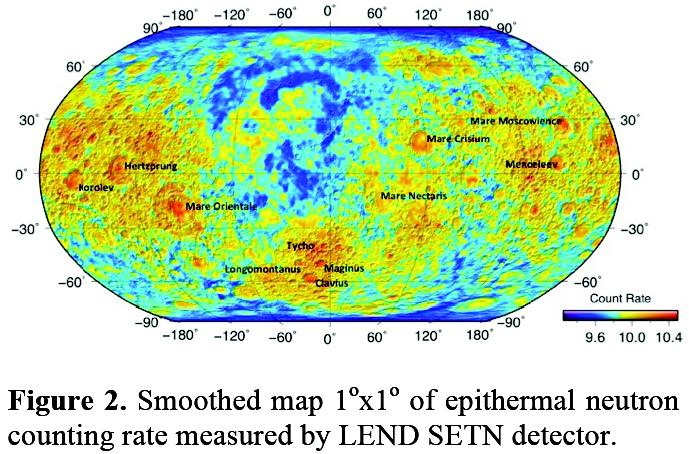 −180° −120° −60° 0° 60° 120° 180°
90° 90°
60° 60°
30° 30°
Mare Moscowience
Mare Crisium
Hertzprung Menceleev
0° 0°
Korolev
Mare Nectaris
Mare Orientale
−30° −30°
Tycho
Longomontanus Maginus
−60° −60°
Clavius
Count Rate
9.6 10.0 10.4
−90° −90°
−180° −120° −60° 0° 60° 120° 180°
Figure 2. Smoothed map 1°x1° of epithermal neutron
counting rate measured by LEND SETN detector.